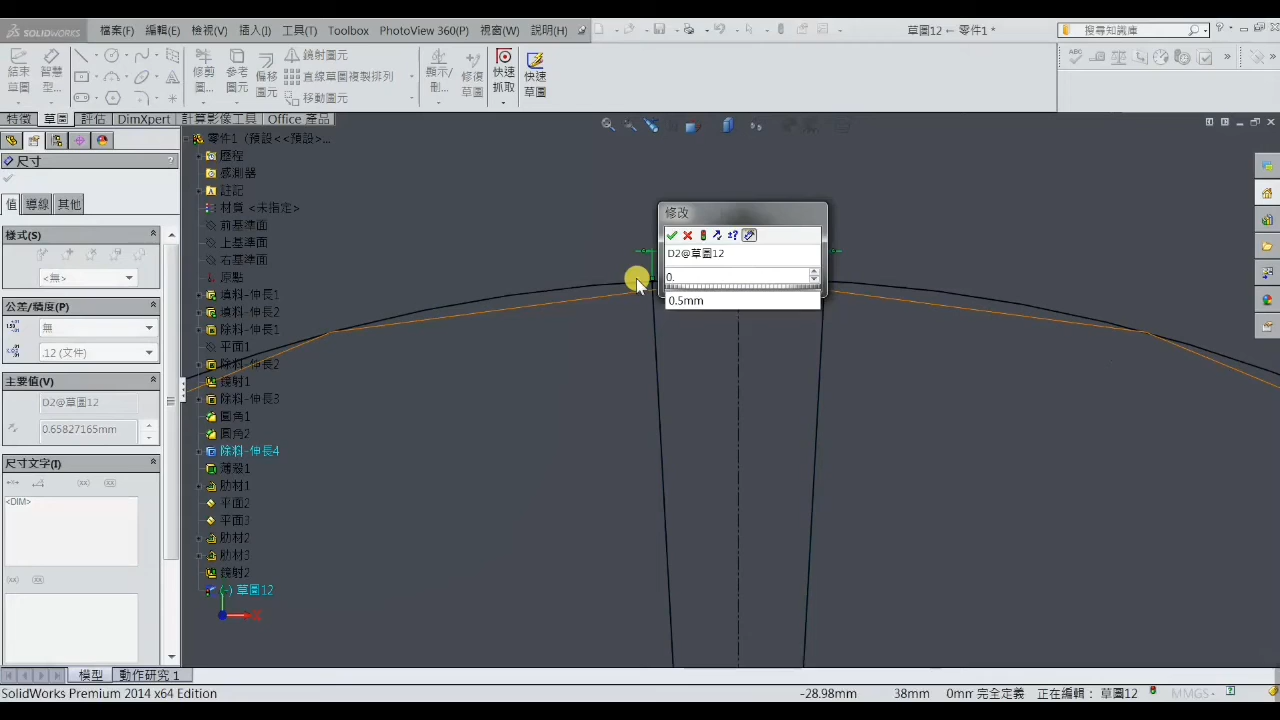 SOLIDWORKS 檔案(F) 編輯(E) 檢視(V) 插入(I) 工具(T) Toolbox PhotoView 360(P) 視窗(W) 說明(H) 草圖12 ← 零件1 * 搜尋知識庫
結束草圖 智慧型... 修剪圖... 參考圖元 偏移圖元 鏡射圖元 直線草圖複製排列 移動圖元 顯示/刪... 修復草圖 快速抓取 快速草圖
特徵 草圖 評估 DimXpert 計算影像工具 Office 產品
零件1 (預設<<預設>...
尺寸
歷程
感測器
註記
材質 <未指定>
前基準面
上基準面
右基準面
原點
填料-伸長1
填料-伸長2
除料-伸長1
平面1
除料-伸長2
鏡射1
除料-伸長3
圓角1
圓角2
除料-伸長4
薄殼1
肋材1
平面2
平面3
肋材2
肋材3
鏡射2
(-) 草圖12
值 導線 其他
樣式(S)
<無>
公差/精度(P)
無
.12 (文件)
主要值(V)
D2@草圖12
0.65827165mm
尺寸文字(I)
<DIM>
修改
D2@草圖12
0.
0.5mm
模型 動作研究 1
SolidWorks Premium 2014 x64 Edition -28.98mm 38mm 0mm 完全定義 正在編輯： 草圖12 MMGS